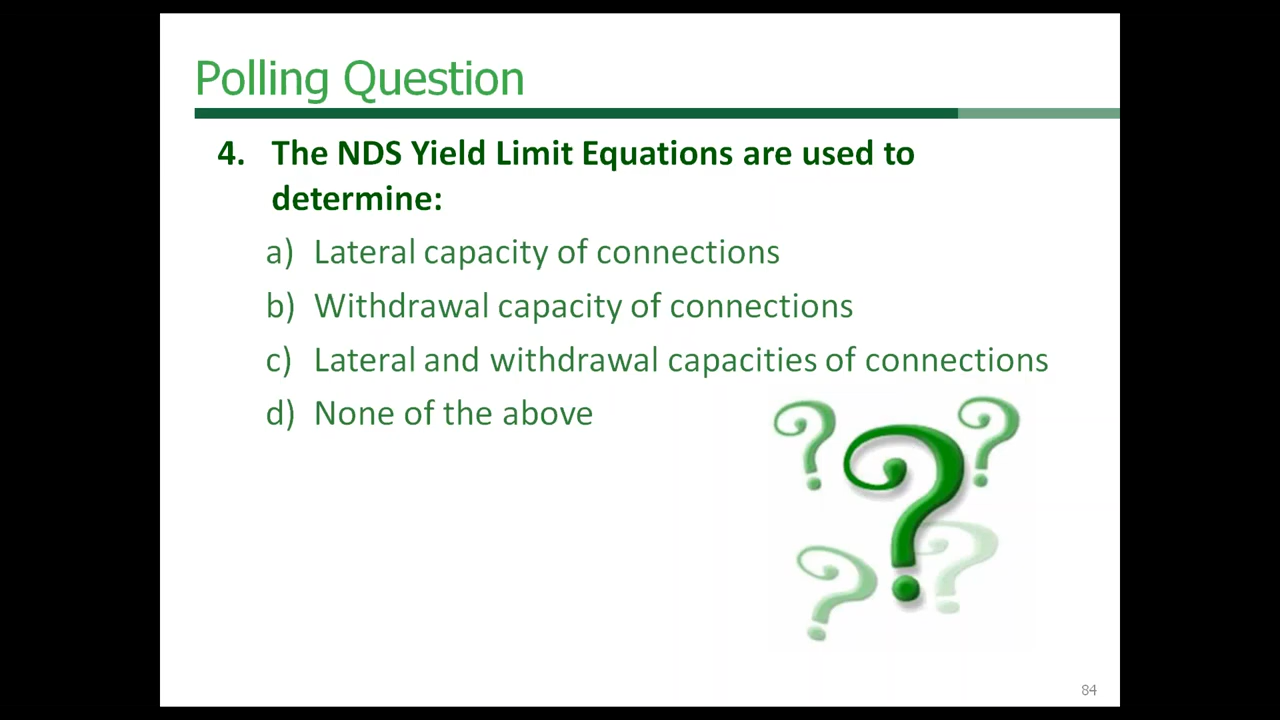 Polling Question
4. The NDS Yield Limit Equations are used to
determine:
a) Lateral capacity of connections
b) Withdrawal capacity of connections
c) Lateral and withdrawal capacities of connections
d) None of the above
84